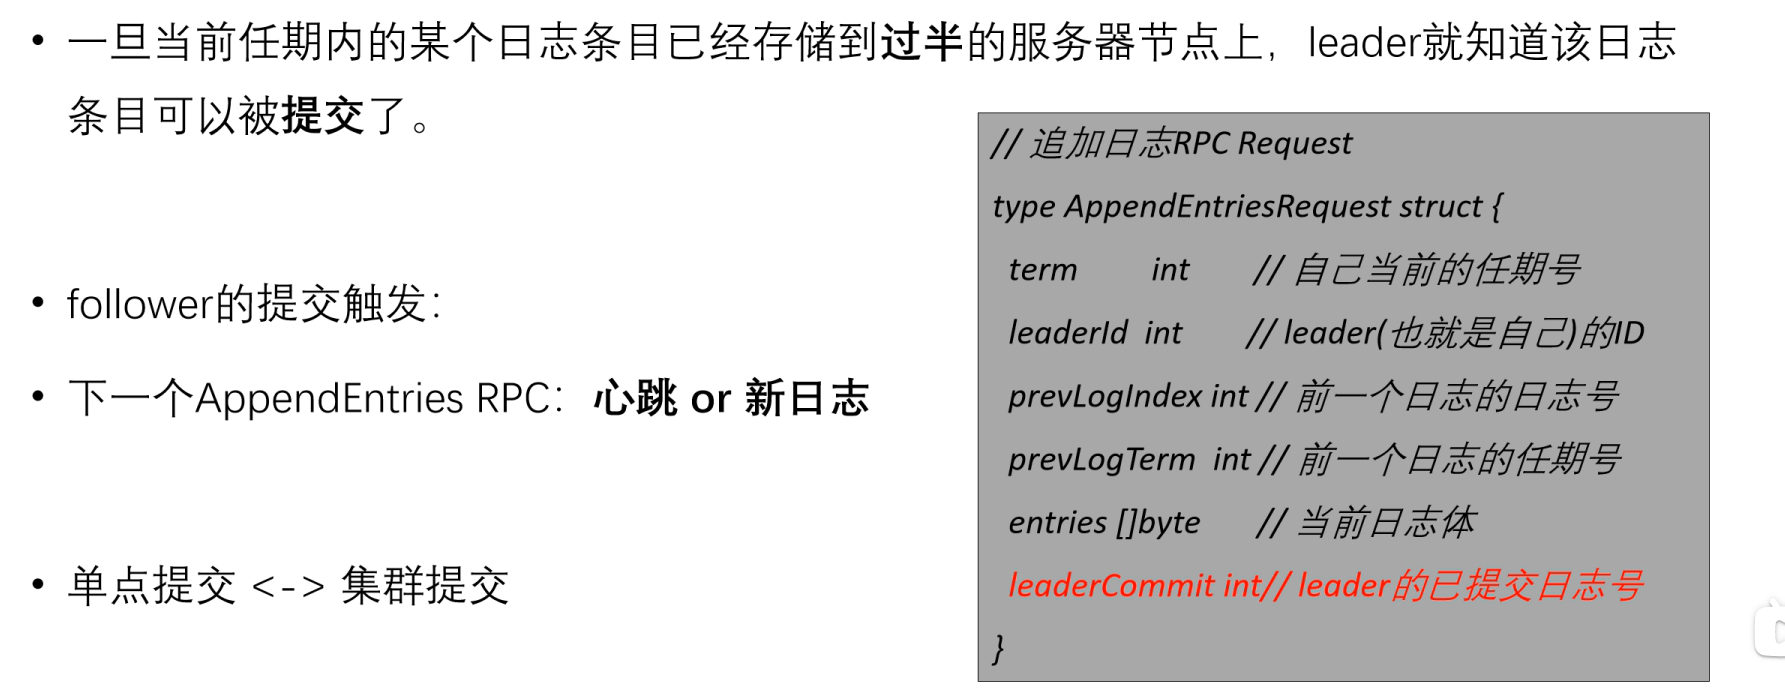 • 一旦当前任期内的某个日志条目已经存储到过半的服务器节点上，leader就知道该日志
条目可以被提交了。
• follower的提交触发：
• 下一个AppendEntries RPC：心跳 or 新日志
• 单点提交 <-> 集群提交
// 追加日志RPC Request
type AppendEntriesRequest struct {
term int // 自己当前的任期号
leaderId int // leader(也就是自己)的ID
prevLogIndex int // 前一个日志的日志号
prevLogTerm int // 前一个日志的任期号
entries []byte // 当前日志体
leaderCommit int// leader的已提交日志号
}